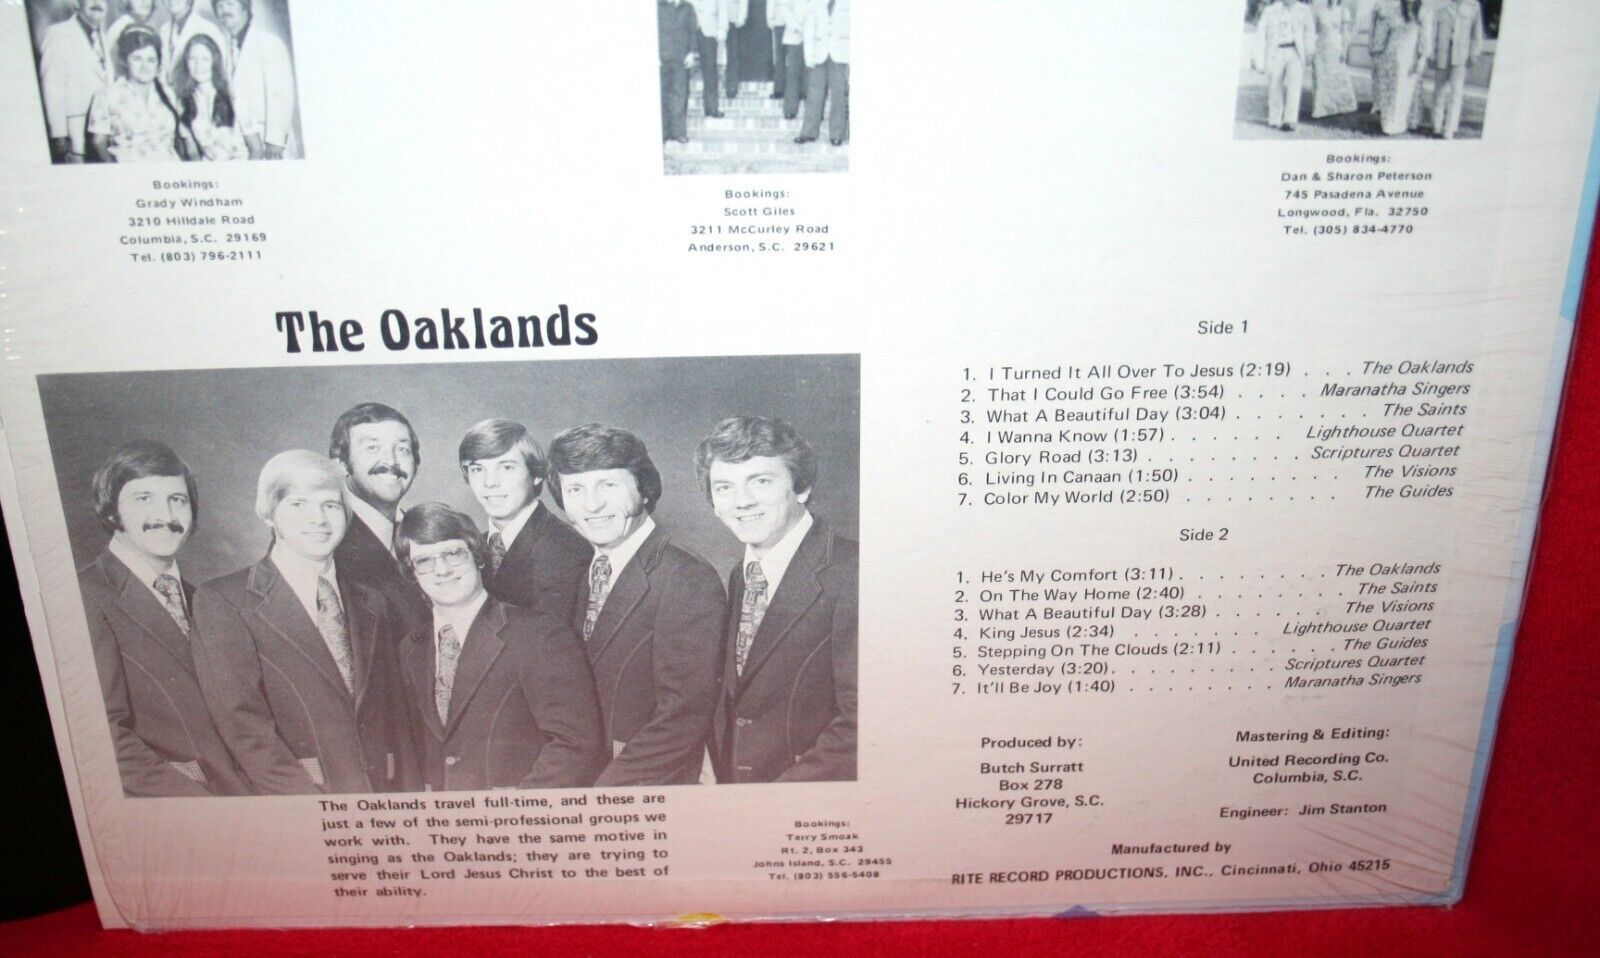 Bookings:
Grady Windham
3210 Hilldale Road
Columbia, S.C. 29169
Tel. (803) 796-2111
Bookings:
Scott Giles
3211 McCurley Road
Anderson, S.C. 29621
Bookings:
Dan & Sharon Peterson
745 Pasadena Avenue
Longwood, Fla. 32750
Tel. (305) 834-4770
The Oaklands
The Oaklands travel full-time, and these are
just a few of the semi-professional groups we
work with. They have the same motive in
singing as the Oaklands; they are trying to
serve their Lord Jesus Christ to the best of
their ability.
Bookings:
Terry Smoak
Rt. 2, Box 343
Johns Island, S.C. 29455
Tel. (803) 556-5408
Side 1
1. I Turned It All Over To Jesus (2:19) . . . The Oaklands
2. That I Could Go Free (3:54) . . . . Maranatha Singers
3. What A Beautiful Day (3:04) . . . . . . . The Saints
4. I Wanna Know (1:57) . . . . . . Lighthouse Quartet
5. Glory Road (3:13) . . . . . . . . Scriptures Quartet
6. Living In Canaan (1:50) . . . . . . . . The Visions
7. Color My World (2:50) . . . . . . . . The Guides
Side 2
1. He's My Comfort (3:11) . . . . . . . . The Oaklands
2. On The Way Home (2:40) . . . . . . . . The Saints
3. What A Beautiful Day (3:28) . . . . . . The Visions
4. King Jesus (2:34) . . . . . . . Lighthouse Quartet
5. Stepping On The Clouds (2:11) . . . . . . The Guides
6. Yesterday (3:20) . . . . . . . . . Scriptures Quartet
7. It'll Be Joy (1:40) . . . . . . . . Maranatha Singers
Produced by:
Butch Surratt
Box 278
Hickory Grove, S.C.
29717
Mastering & Editing:
United Recording Co.
Columbia, S.C.
Engineer: Jim Stanton
Manufactured by
RITE RECORD PRODUCTIONS, INC., Cincinnati, Ohio 45215